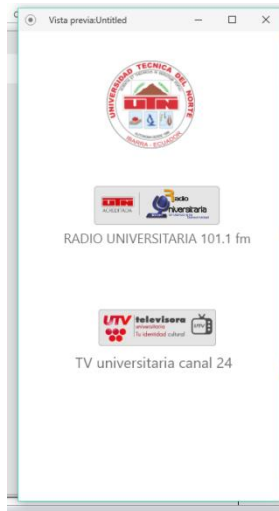 Vista previa:Untitled
UNIVERSIDAD TECNICA DEL NORTE
UTN
IBARRA - ECUADOR
UTN
ACREDITADA
Radio
Universitaria
RADIO UNIVERSITARIA 101.1 fm
UTV televisora
universitaria
Tu identidad cultural
UTV
TV universitaria canal 24